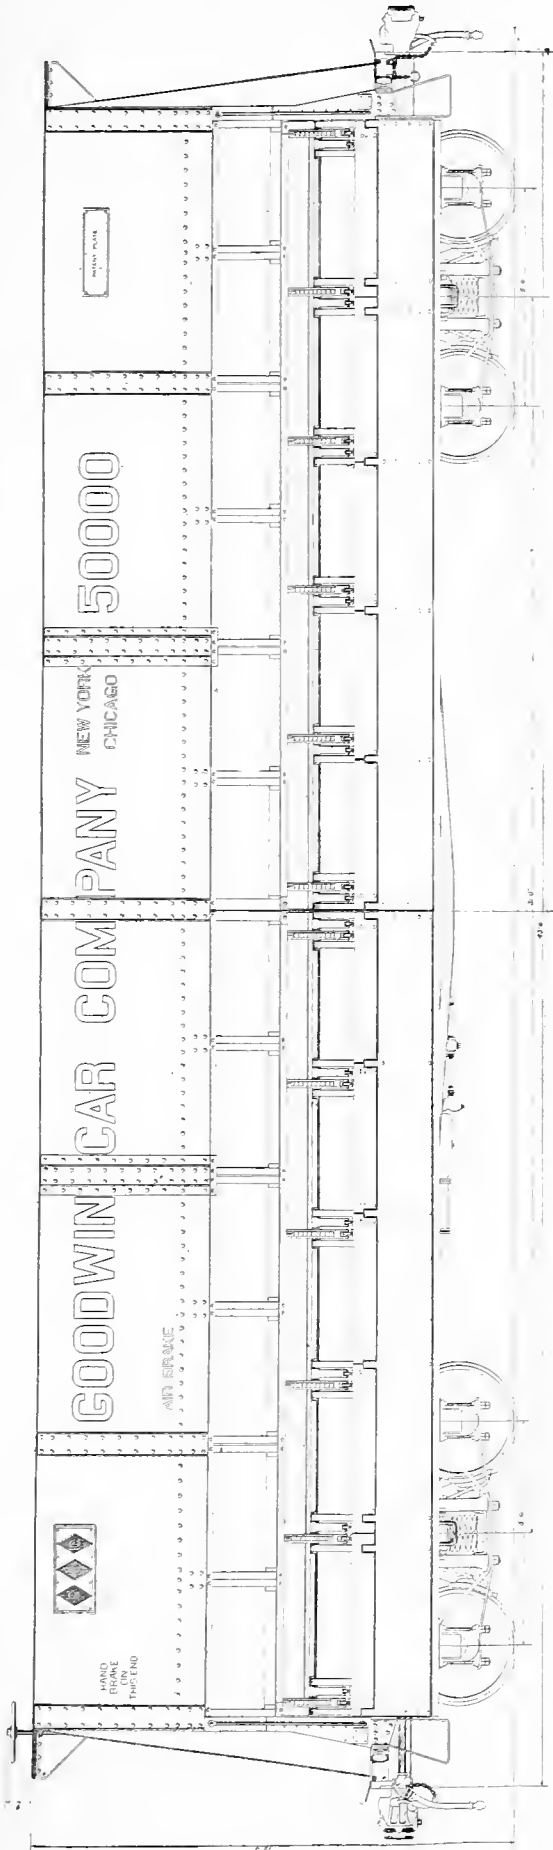 GOODWIN CAR COMPANY
NEW YORK
CHICAGO
50000
PATENT PLATE
AIR BRAKE
HAND
BRAKE
ON
THIS END